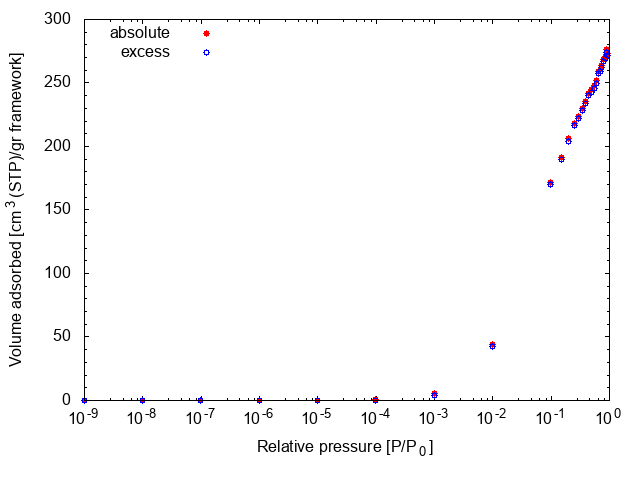 absolute
excess
Volume adsorbed [cm³ (STP)/gr framework]
300
250
200
150
100
50
0
10⁻⁹ 10⁻⁸ 10⁻⁷ 10⁻⁶ 10⁻⁵ 10⁻⁴ 10⁻³ 10⁻² 10⁻¹ 10⁰
Relative pressure [P/P₀]